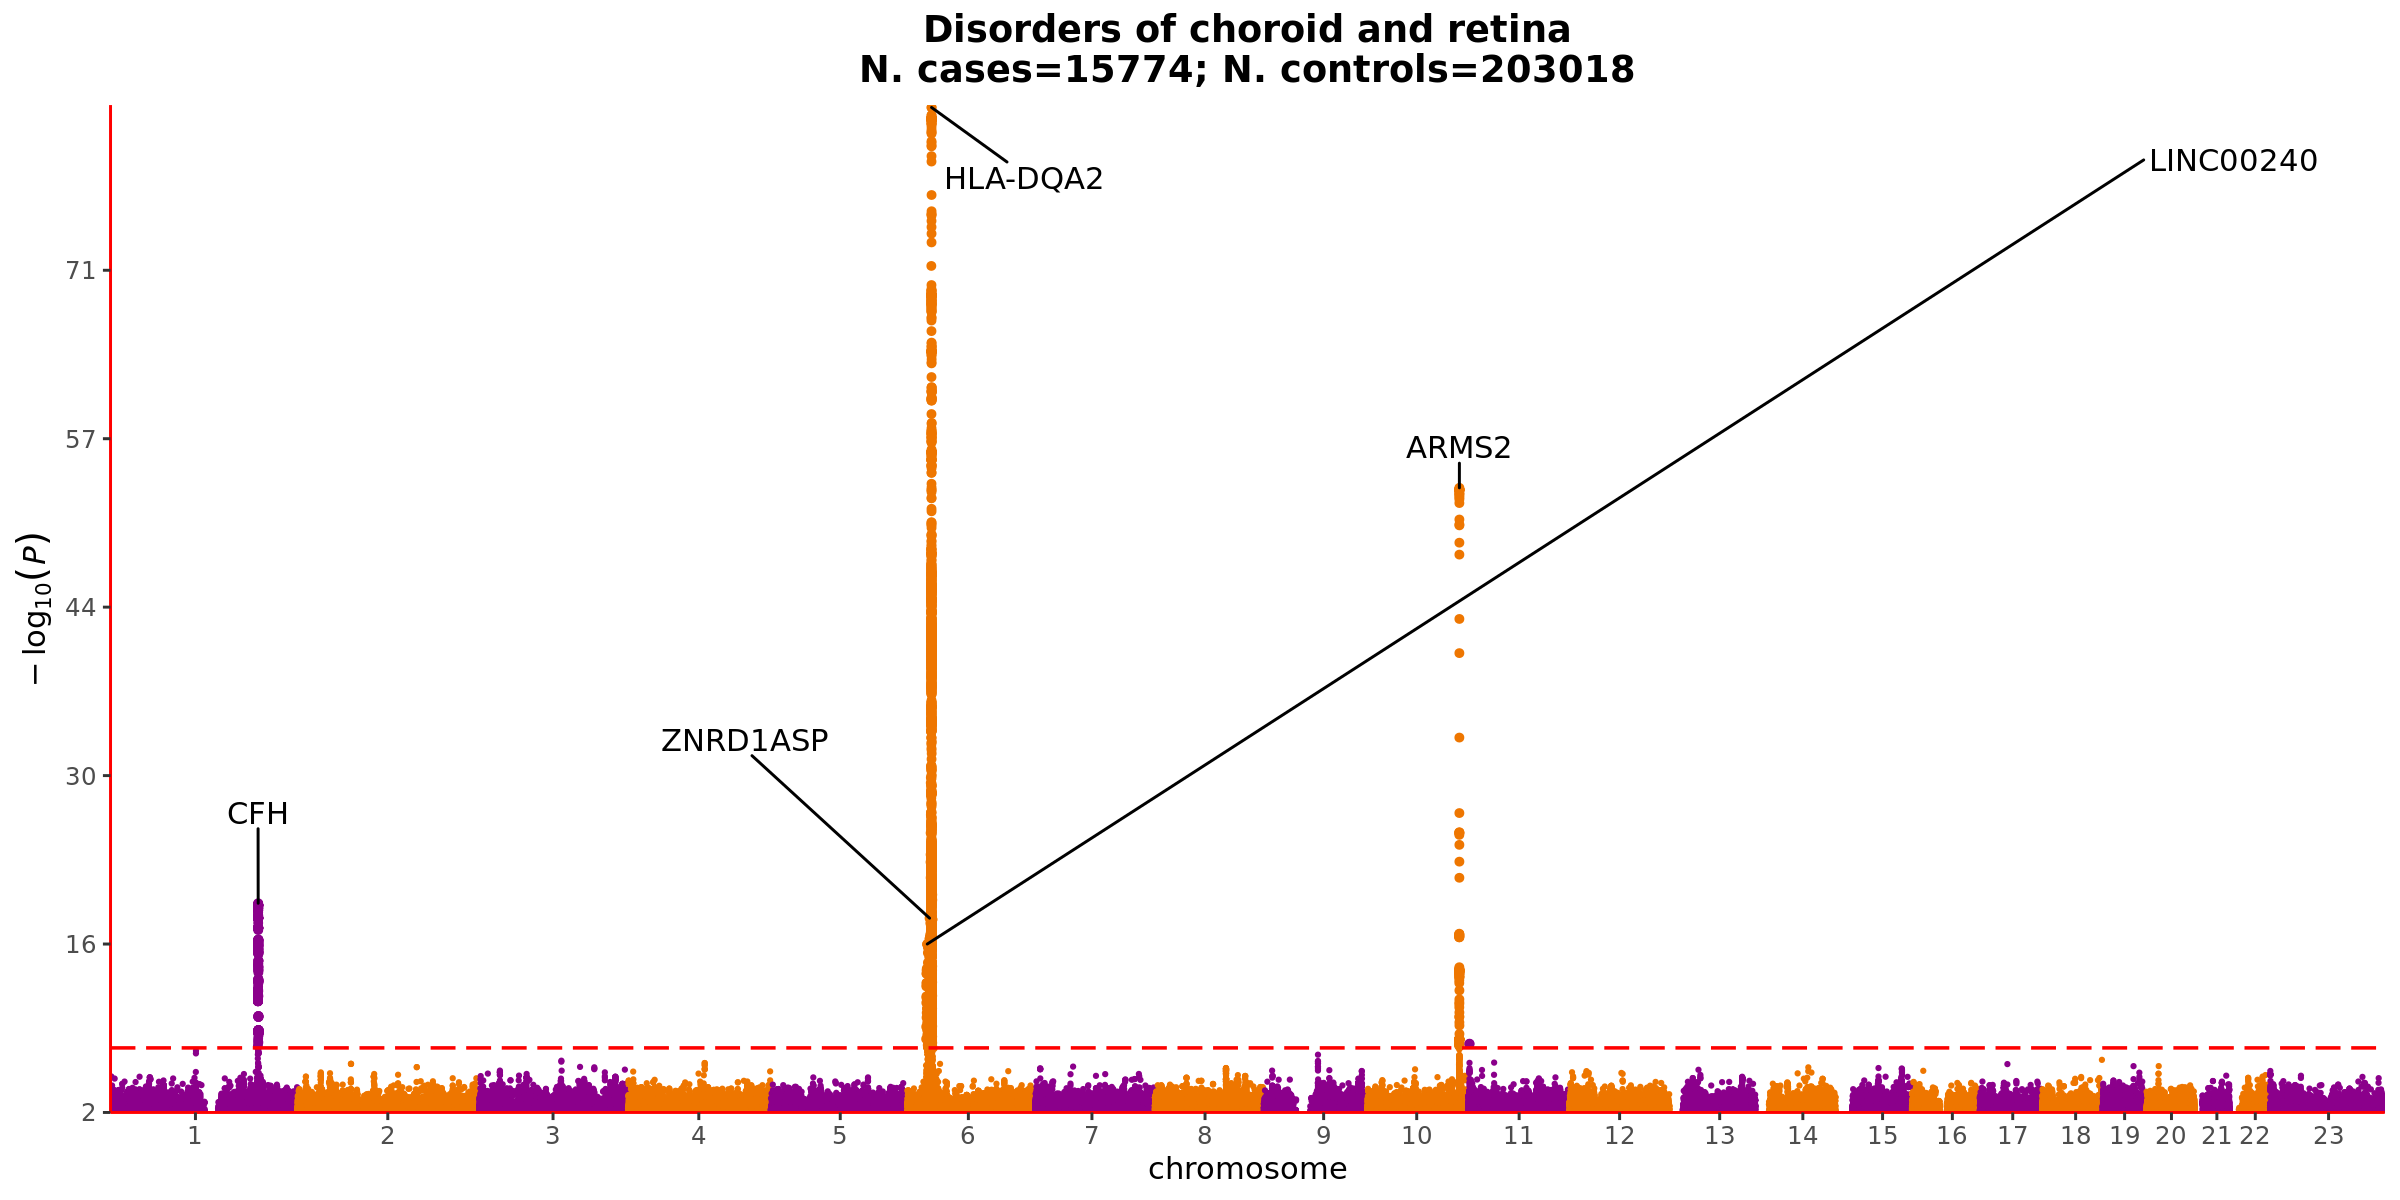 Disorders of choroid and retina
N. cases=15774; N. controls=203018
HLA-DQA2
LINC00240
ARMS2
ZNRD1ASP
CFH
−log10(P)
71
57
44
30
16
2
1 2 3 4 5 6 7 8 9 10 11 12 13 14 15 16 17 18 19 20 21 22 23
chromosome